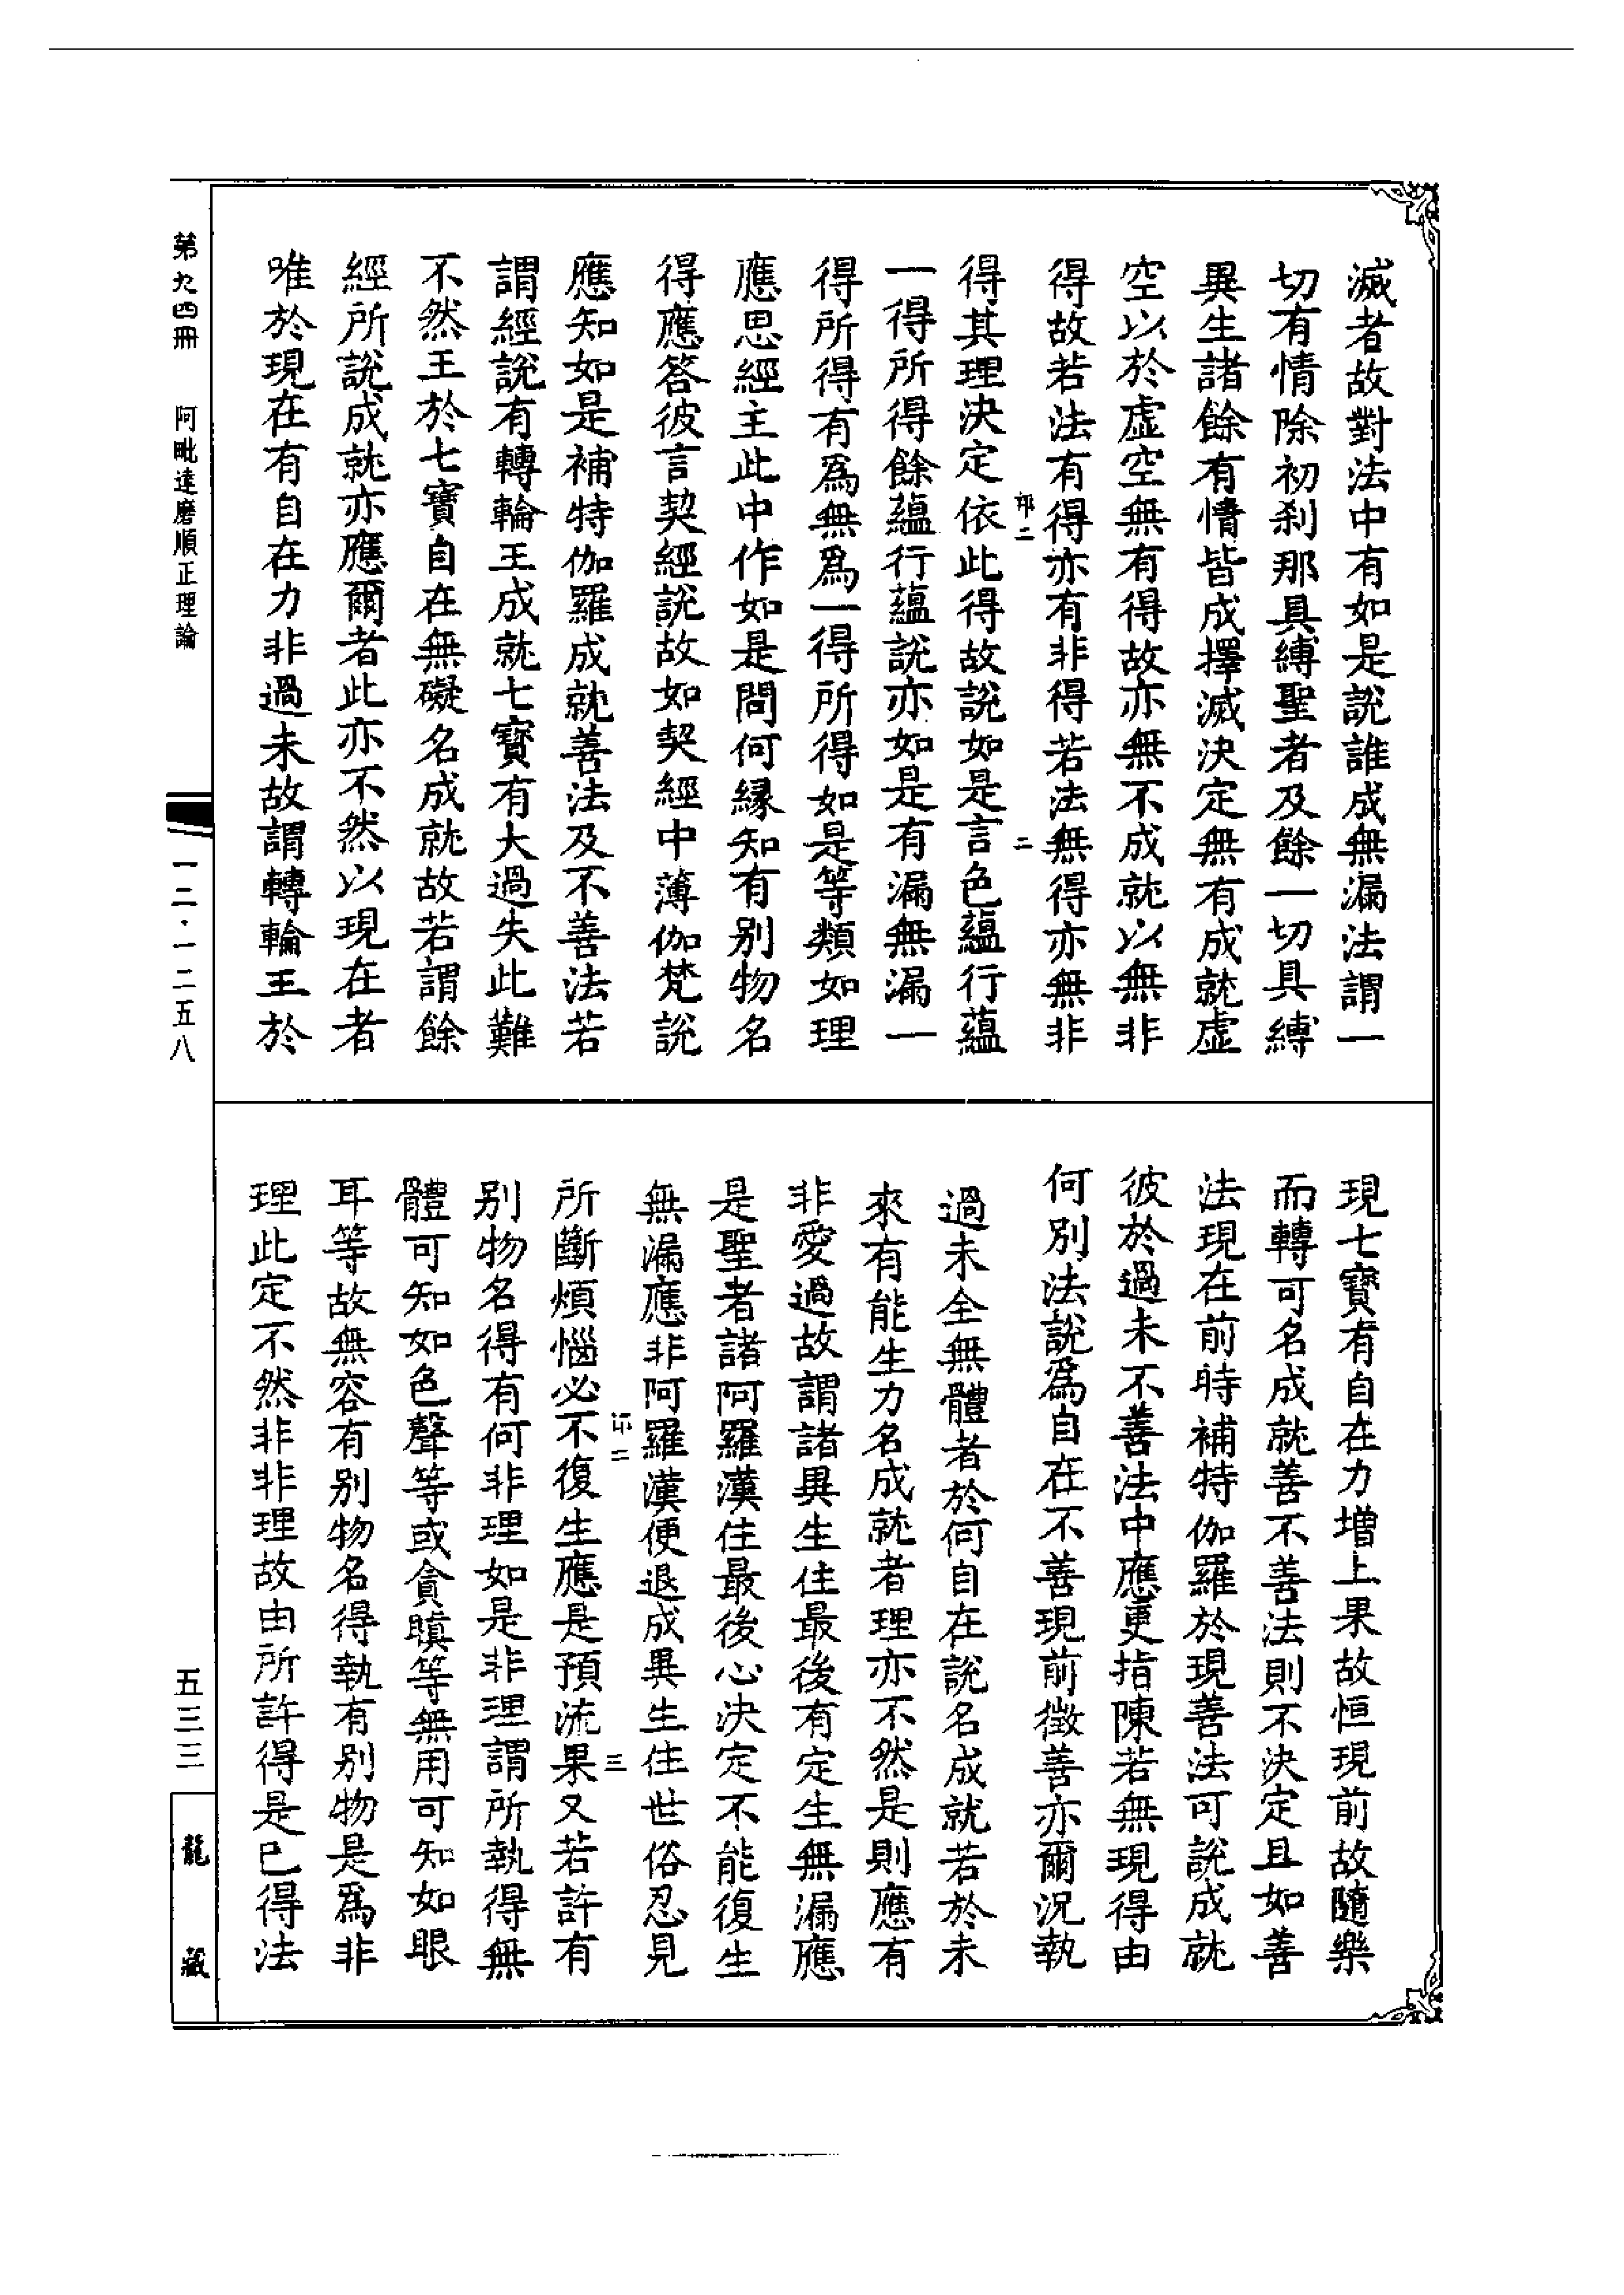 滅者故對法中有如是說誰成無漏法謂一
切有情除初剎那具縛聖者及餘一切具縛
異生諸餘有情皆成擇滅決定無有成就虛
空以於虛空無有得故亦無不成就以無非
得故若法有得亦有非得若法無得亦無非
得其理決定依此得故說如是言色蘊行蘊
一得所得餘蘊行蘊說亦如是有漏無漏一
得所得有為無為一得所得如是等類如理
應思經主此中作如是問何緣知有別物名
得應答彼言契經說故如契經中薄伽梵說
應知如是補特伽羅成就善法及不善法若
謂經說有轉輪王成就七寶有大過失此難
不然王於七寶自在無礙名成就故若謂餘
經所說成就亦應爾者此亦不然以現在者
唯於現在有自在力非過未故謂轉輪王於
現七寶有自在力增上果故恒現前故隨樂
而轉可名成就善不善法則不決定且如善
法現在前時補特伽羅於現善法可說成就
彼於過未不善法中應更指陳若無現得由
何別法說為自在不善現前徵善亦爾況執
過未全無體者於何自在說名成就若於未
來有能生力名成就者理亦不然是則應有
非愛過故謂諸異生住最後有定生無漏應
是聖者諸阿羅漢住最後心決定不能復生
無漏應非阿羅漢便退成異生住世俗忍見
所斷煩惱必不復生應是預流果又若許有
別物名得有何非理如是非理謂所執得無
體可知如色聲等或貪瞋等無用可知如眼
耳等故無容有別物名得執有別物是為非
理此定不然非非理故由所許得是已得法
第九四冊　阿毗達磨順正理論
一二·一二五八
五三三
龍藏